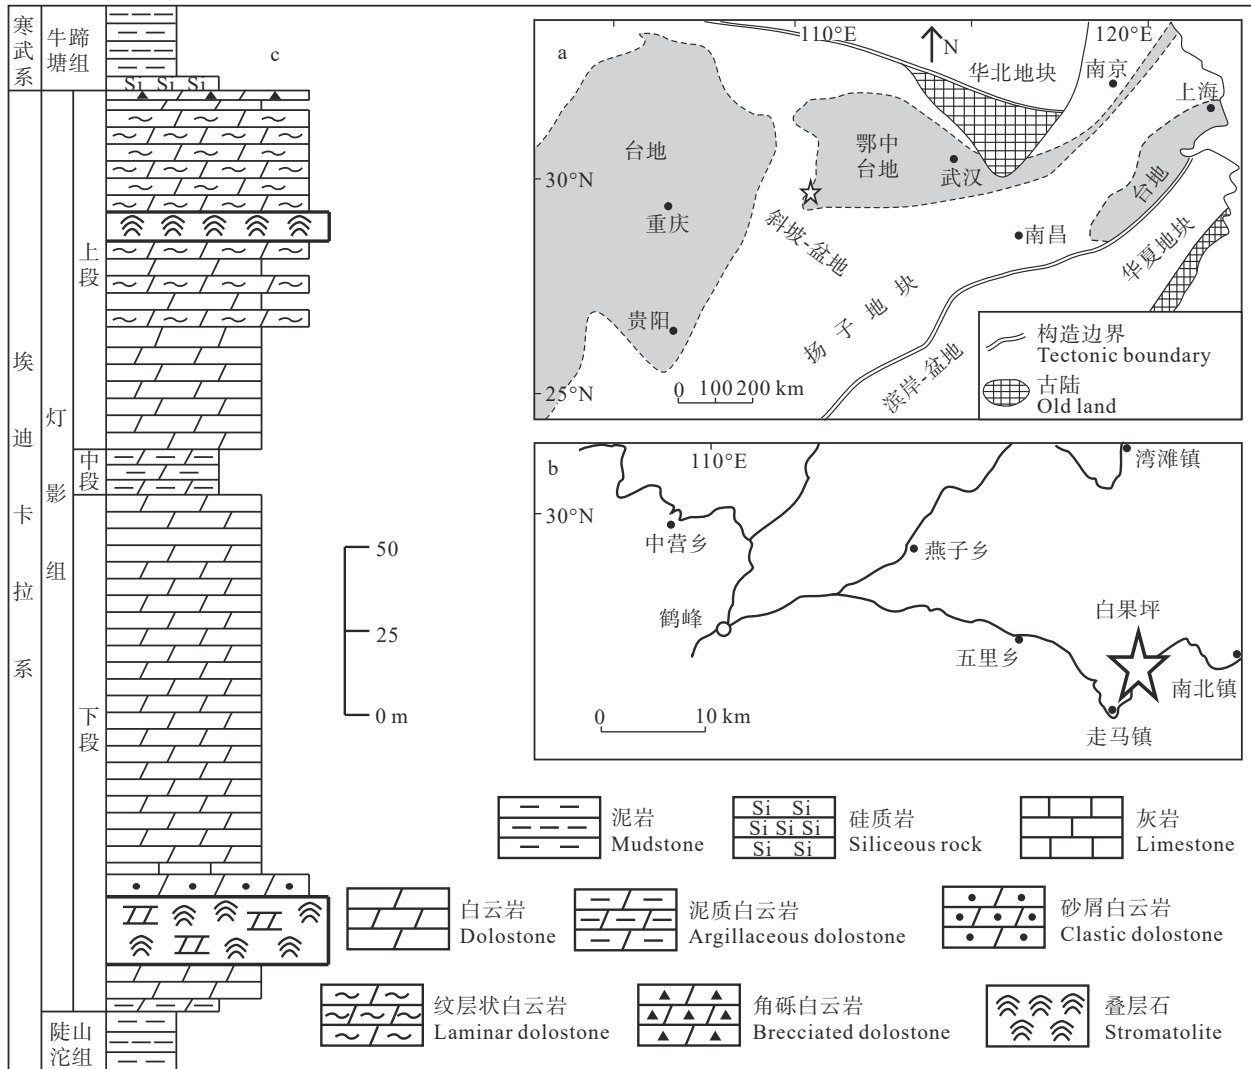 寒武系
牛蹄塘组
c
Si Si Si
埃迪卡拉系
灯影组
上段
中段
下段
陡山沱组
50
25
0 m
a
110°E
120°E
N
华北地块
南京
上海
台地
鄂中台地
武汉
台地
30°N
重庆
斜坡-盆地
南昌
华夏地块
扬子地块
贵阳
滨岸-盆地
0 100 200 km
25°N
构造边界
Tectonic boundary
古陆
Old land
b
110°E
湾滩镇
30°N
中营乡
燕子乡
鹤峰
白果坪
五里乡
南北镇
走马镇
0 10 km
泥岩
Mudstone
Si Si
Si Si Si
Si Si
硅质岩
Siliceous rock
灰岩
Limestone
白云岩
Dolostone
泥质白云岩
Argillaceous dolostone
砂屑白云岩
Clastic dolostone
纹层状白云岩
Laminar dolostone
角砾白云岩
Brecciated dolostone
叠层石
Stromatolite